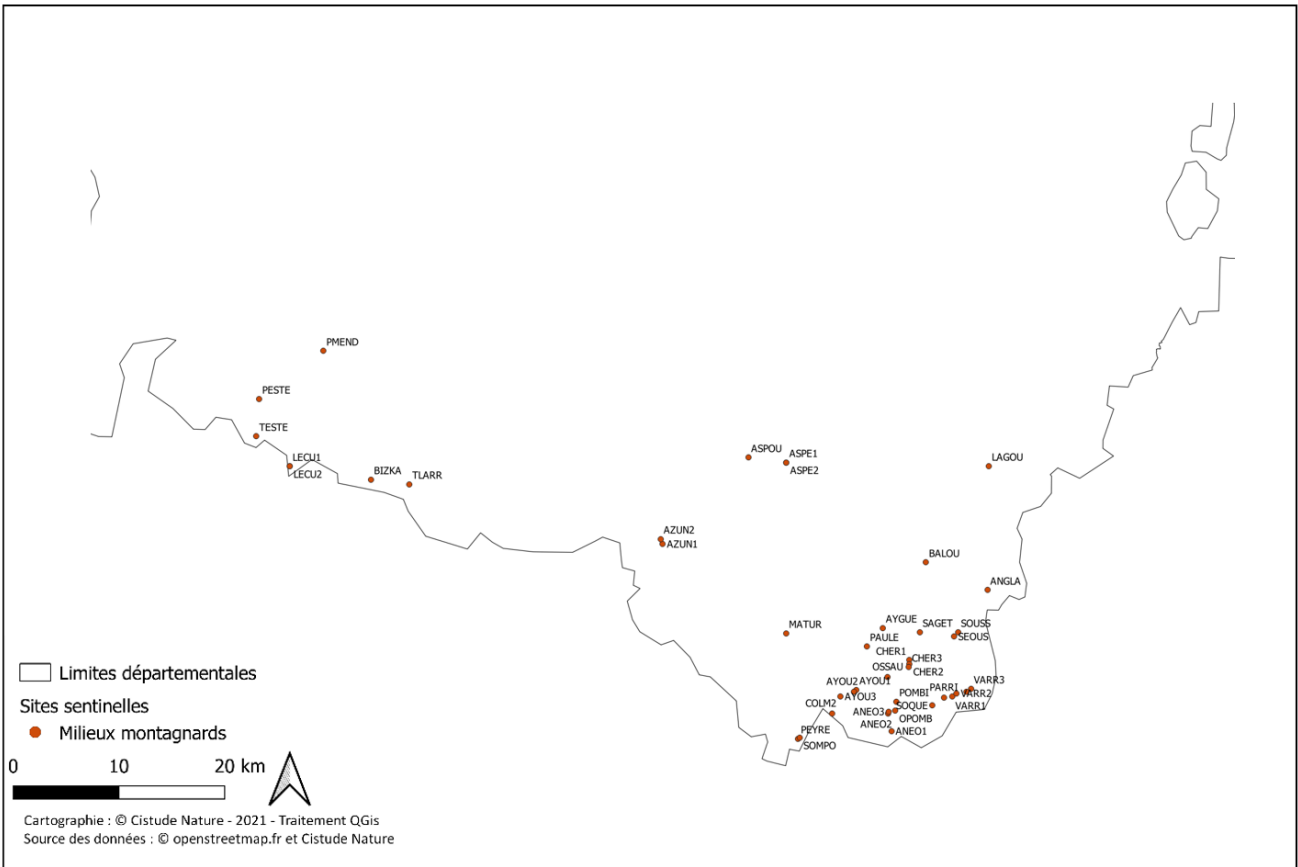 PMEND
PESTE
TESTE
LECU1
LECU2
BIZKA
TLARR
ASPOU
ASPE1
ASPE2
LAGOU
AZUN2
AZUN1
BALOU
ANGLA
MATUR
AYGUE
SAGET
SOUSS
SEOUS
PAULE
CHER1
CHER3
OSSAU
CHER2
AYOU2
AYOU1
AYOU3
VARR3
PARRI
VARR2
POMBI
COLM2
ANEO3
SOQUE
VARR1
OPOMB
ANEO2
ANEO1
PEYRE
SOMPO
Limites départementales
Sites sentinelles
Milieux montagnards
0 10 20 km
Cartographie : © Cistude Nature - 2021 - Traitement QGis
Source des données : © openstreetmap.fr et Cistude Nature